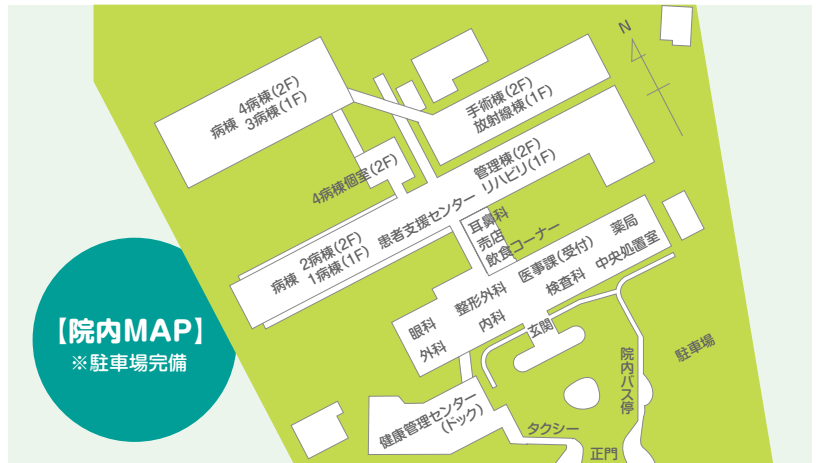 N
4病棟(2F)
病棟 3病棟(1F)
手術棟(2F)
放射線棟(1F)
4病棟個室(2F)
管理棟(2F)
リハビリ(1F)
患者支援センター
2病棟(2F)
病棟 1病棟(1F)
耳鼻科
売店
飲食コーナー
薬局
医事課(受付)
中央処置室
整形外科
検査科
眼科
内科
外科
玄関
【院内MAP】
※駐車場完備
駐車場
院内バス停
健康管理センター
(ドック)
タクシー
正門